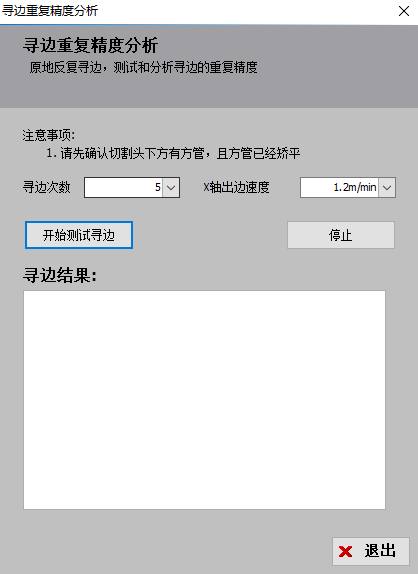 寻边重复精度分析
寻边重复精度分析
原地反复寻边，测试和分析寻边的重复精度
注意事项:
1. 请先确认切割头下方有方管，且方管已经矫平
寻边次数 5 X轴出边速度 1.2m/min
开始测试寻边 停止
寻边结果:
退出